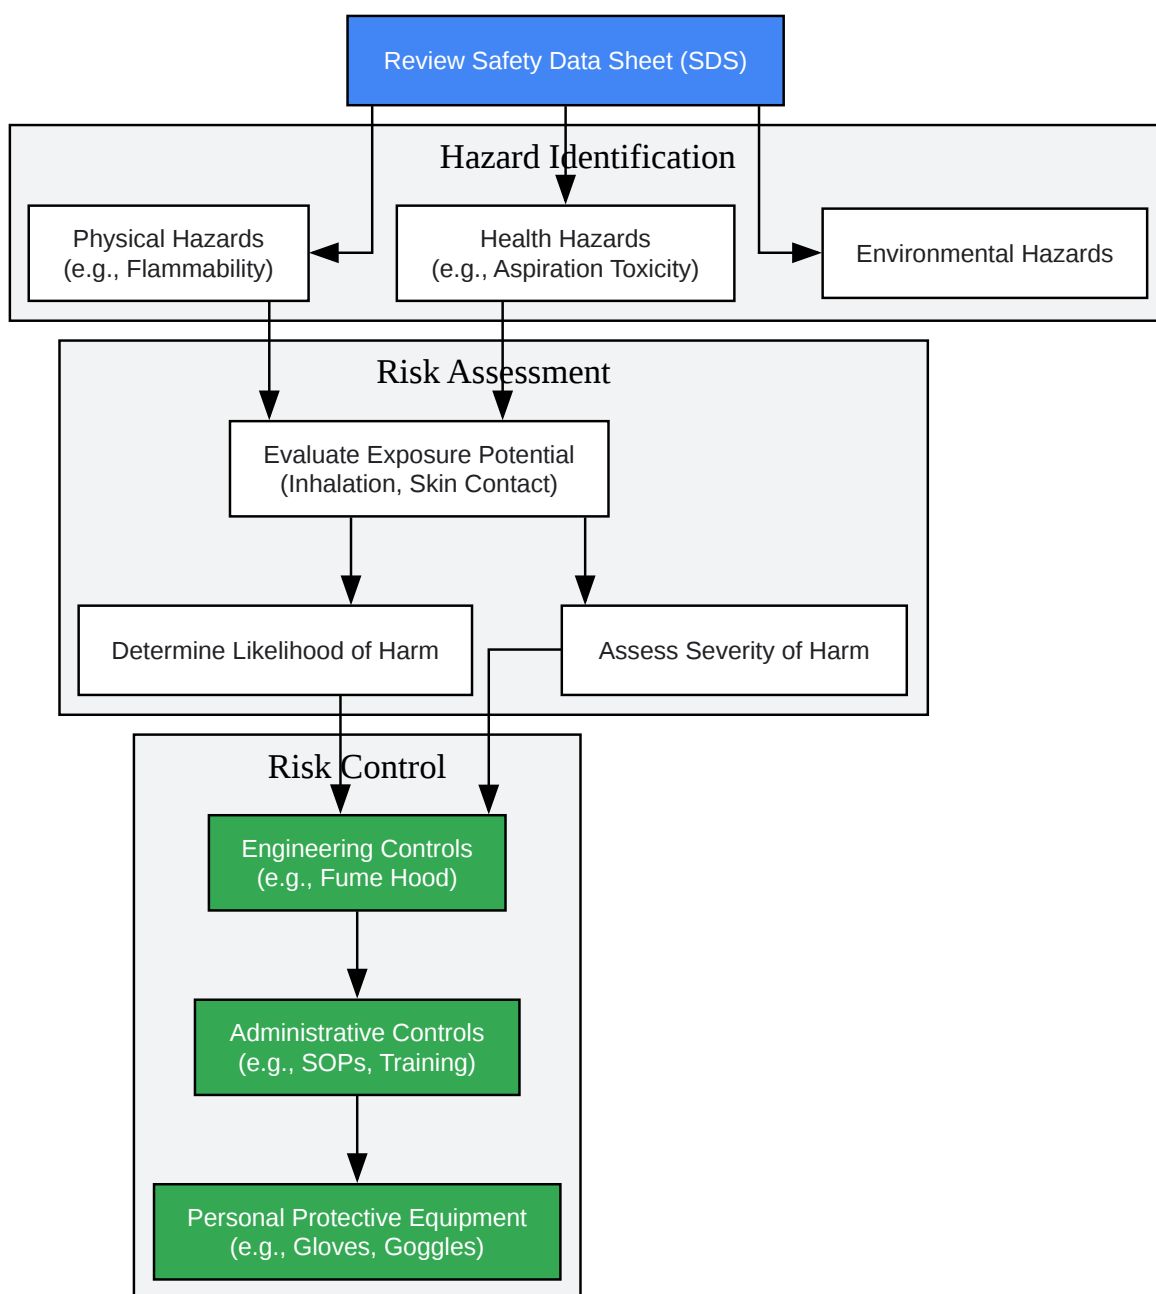 Review Safety Data Sheet (SDS)
Hazard Identification
Physical Hazards
(e.g., Flammability)
Health Hazards
(e.g., Aspiration Toxicity)
Environmental Hazards
Risk Assessment
Evaluate Exposure Potential
(Inhalation, Skin Contact)
Determine Likelihood of Harm
Assess Severity of Harm
Risk Control
Engineering Controls
(e.g., Fume Hood)
Administrative Controls
(e.g., SOPs, Training)
Personal Protective Equipment
(e.g., Gloves, Goggles)